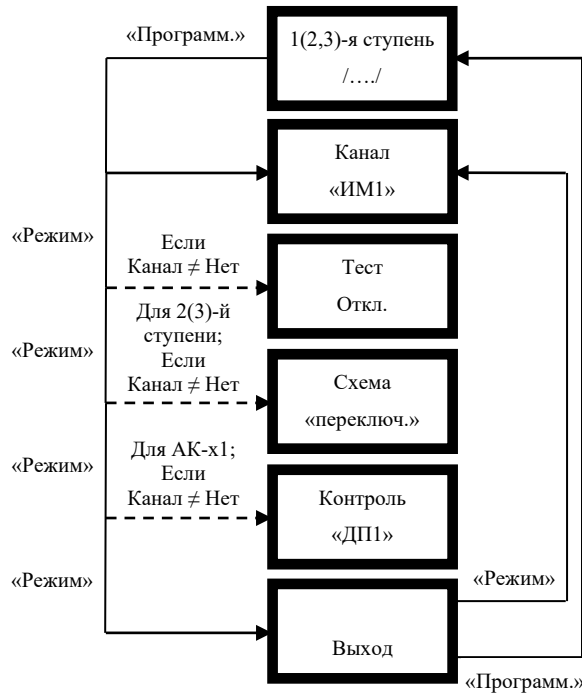 «Программ.»
1(2,3)-я ступень
/…./
Канал
«ИМ1»
«Режим»
Если
Канал ≠ Нет
Тест
Откл.
Для 2(3)-й
ступени;
Если
Канал ≠ Нет
«Режим»
Схема
«переключ.»
Для АК-х1;
Если
Канал ≠ Нет
«Режим»
Контроль
«ДП1»
«Режим»
«Режим»
Выход
«Программ.»